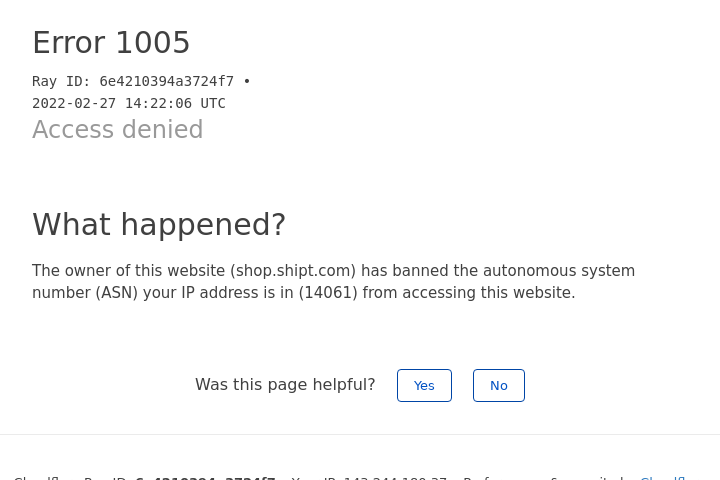 Error 1005
Ray ID: 6e4210394a3724f7 •
2022-02-27 14:22:06 UTC
Access denied
What happened?
The owner of this website (shop.shipt.com) has banned the autonomous system
number (ASN) your IP address is in (14061) from accessing this website.
Was this page helpful? Yes No